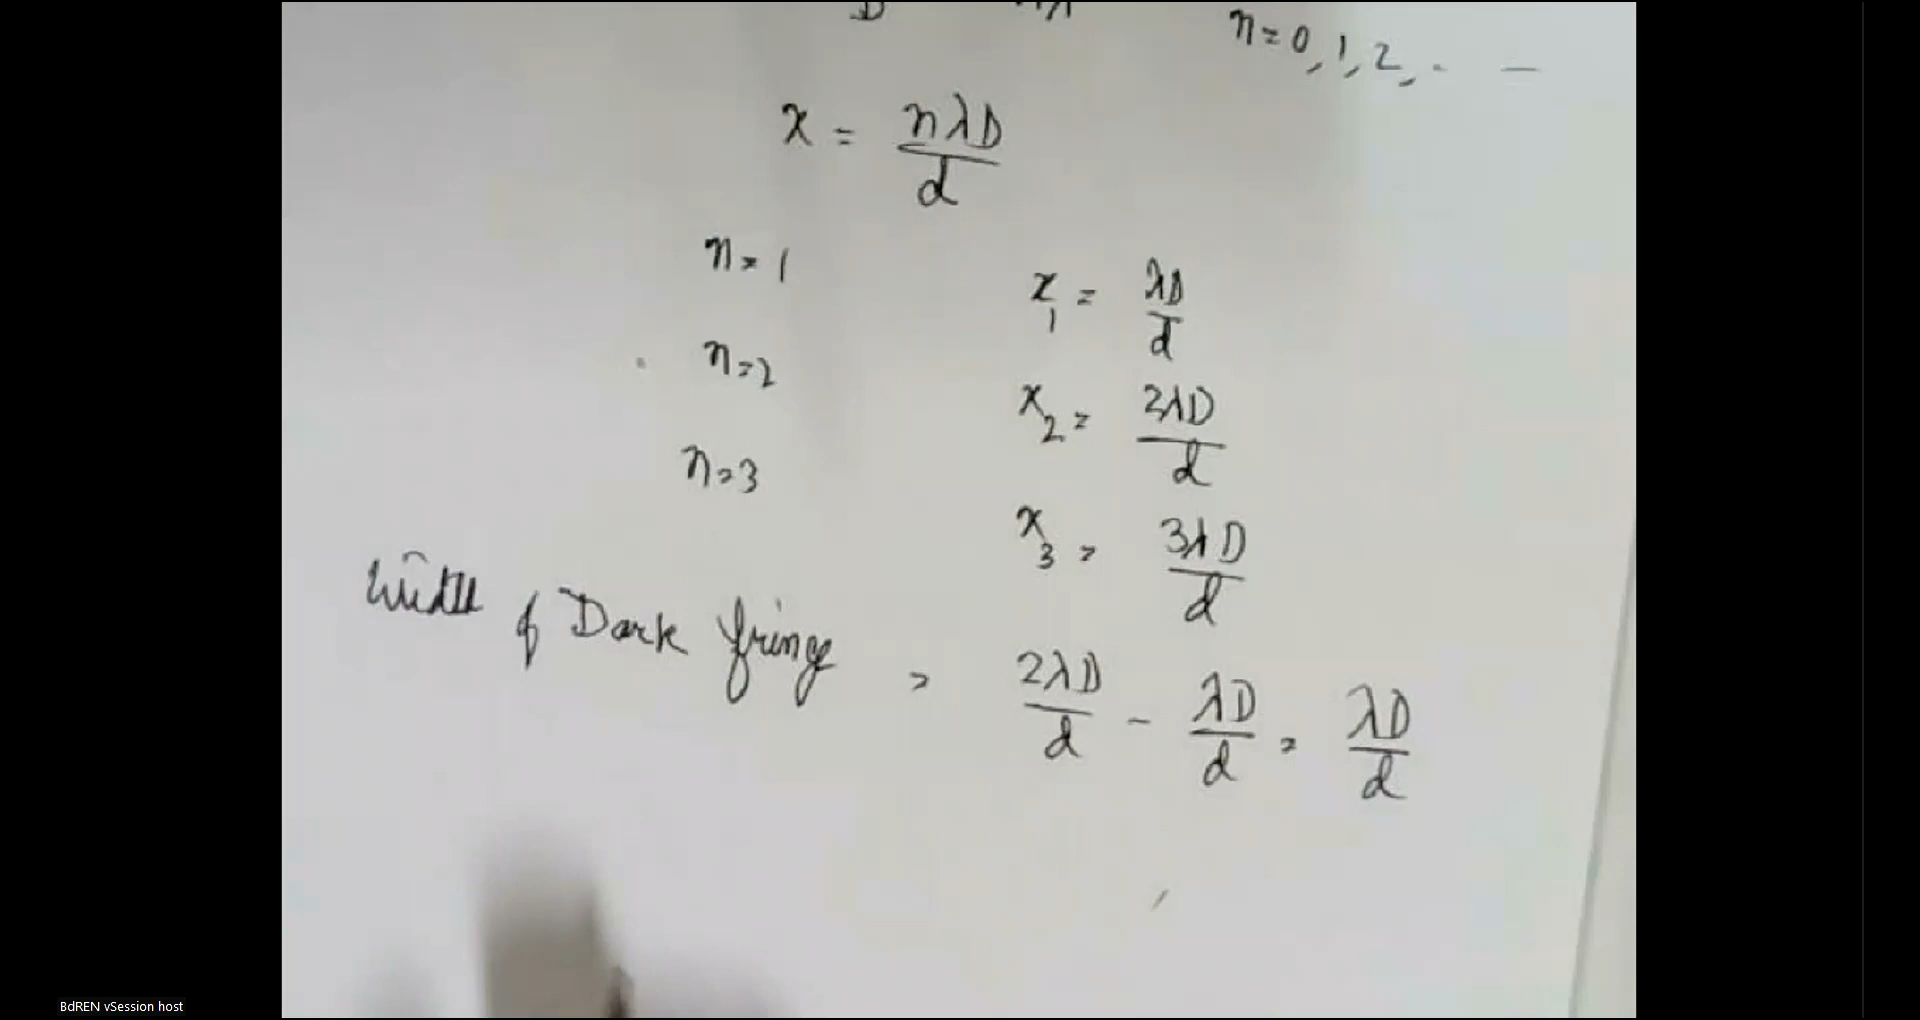 n = 0, 1, 2, . —
x = nλD/d
n = 1
x₁ = λD/d
n = 2
x₂ = 2λD/d
n = 3
x₃ = 3λD/d
Width of Dark fringe = 2λD/d - λD/d = λD/d
BdREN vSession host